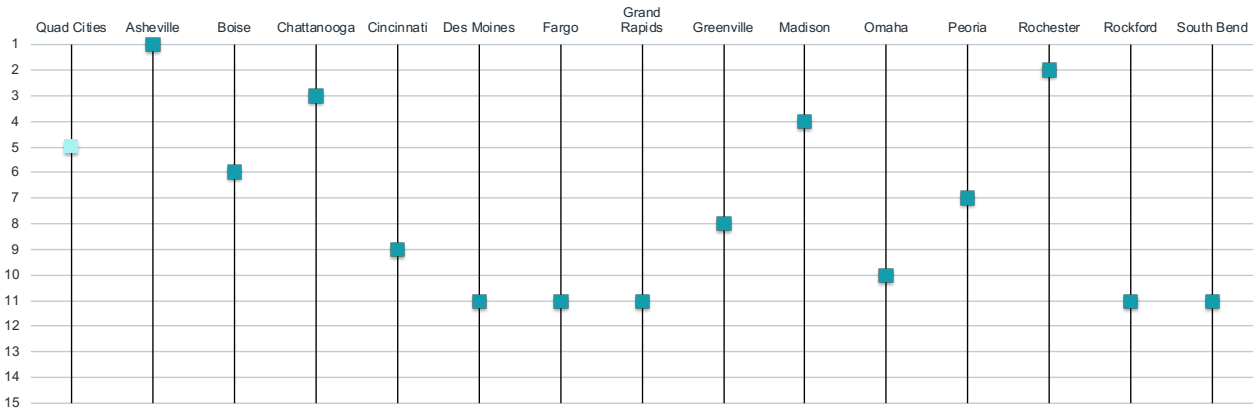 Quad Cities
Asheville
Boise
Chattanooga
Cincinnati
Des Moines
Fargo
Grand
Rapids
Greenville
Madison
Omaha
Peoria
Rochester
Rockford
South Bend
1
2
3
4
5
6
7
8
9
10
11
12
13
14
15